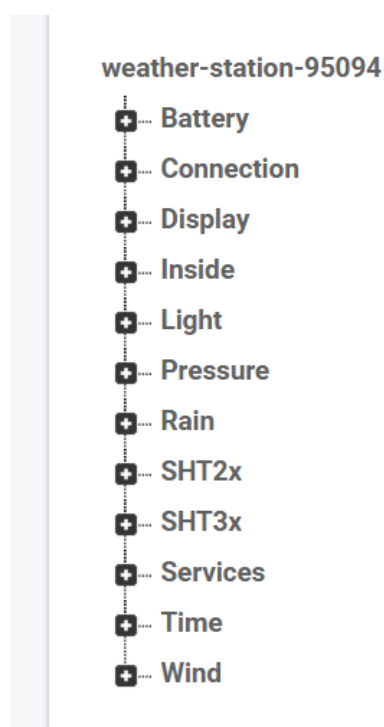 weather-station-95094
Battery
Connection
Display
Inside
Light
Pressure
Rain
SHT2x
SHT3x
Services
Time
Wind